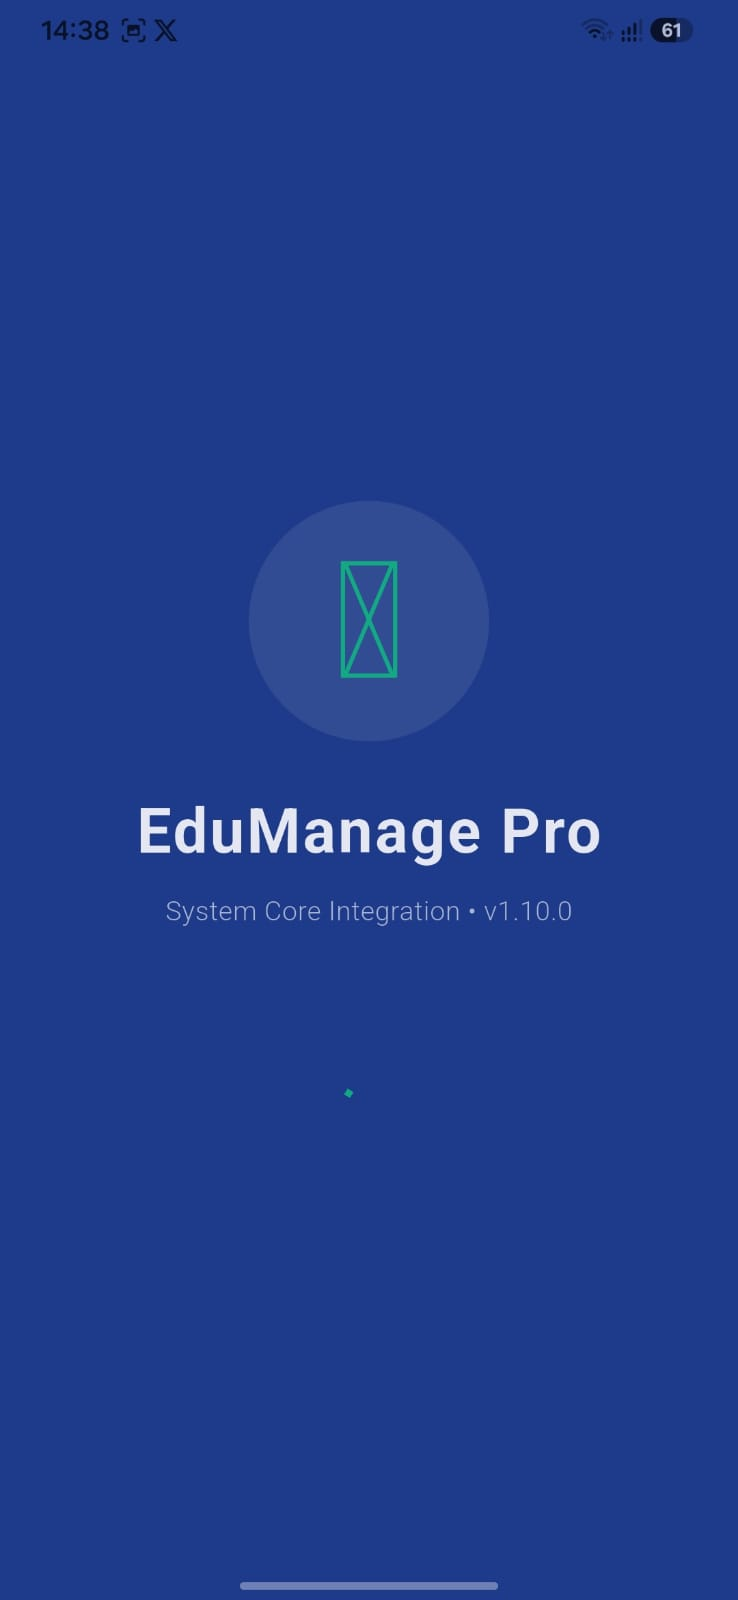 14:38
61
EduManage Pro
System Core Integration • v1.10.0